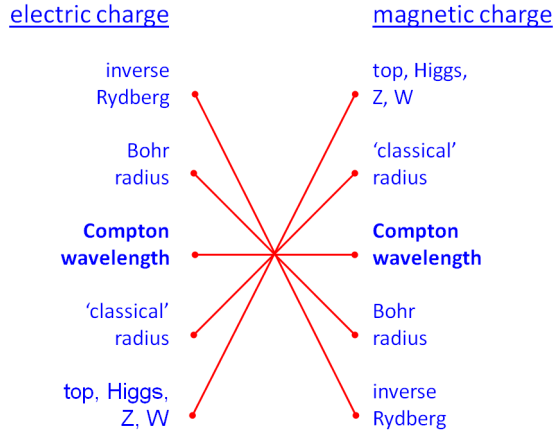 electric charge
magnetic charge
inverse
Rydberg
top, Higgs,
Z, W
Bohr
radius
‘classical’
radius
Compton
wavelength
Compton
wavelength
‘classical’
radius
Bohr
radius
top, Higgs,
Z, W
inverse
Rydberg